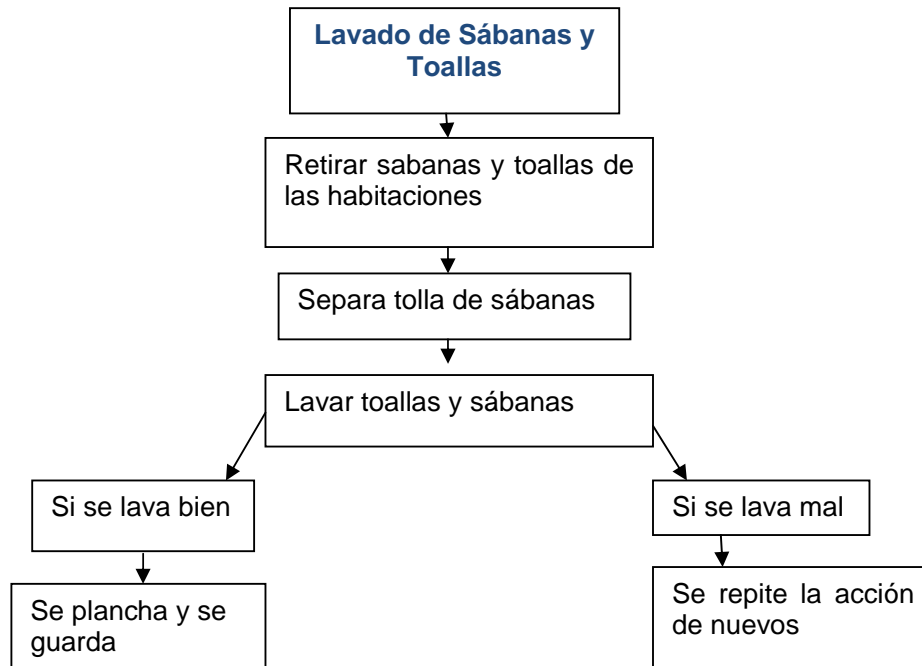 Lavado de Sábanas y
Toallas
Retirar sabanas y toallas de
las habitaciones
Separa tolla de sábanas
Lavar toallas y sábanas
Si se lava bien
Si se lava mal
Se plancha y se
guarda
Se repite la acción
de nuevos